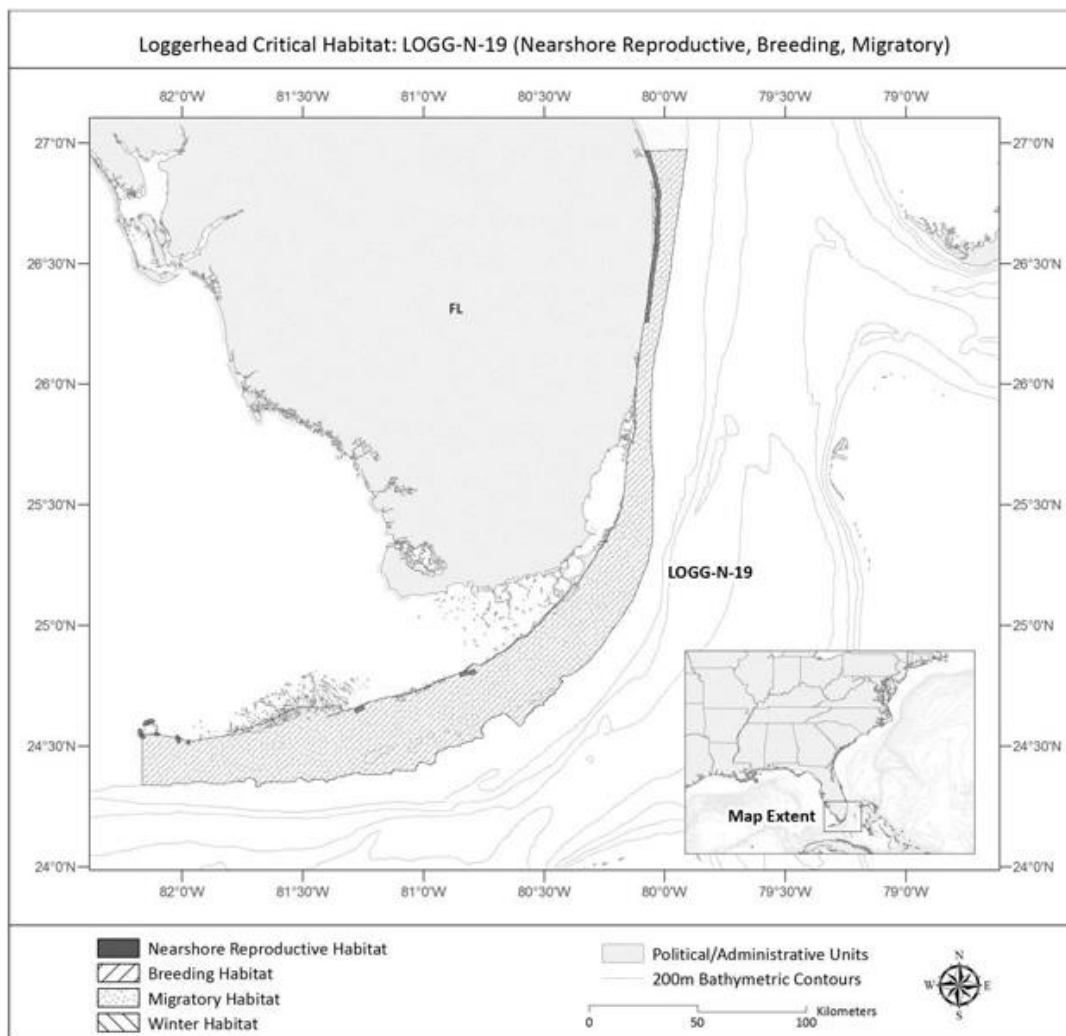 Loggerhead Critical Habitat: LOGG-N-19 (Nearshore Reproductive, Breeding, Migratory)
82°0'W 81°30'W 81°0'W 80°30'W 80°0'W 79°30'W 79°0'W
27°0'N 27°0'N
26°30'N 26°30'N
FL
26°0'N 26°0'N
25°30'N 25°30'N
LOGG-N-19
25°0'N 25°0'N
24°30'N 24°30'N
Map Extent
24°0'N 24°0'N
82°0'W 81°30'W 81°0'W 80°30'W 80°0'W 79°30'W 79°0'W
Nearshore Reproductive Habitat
Breeding Habitat
Migratory Habitat
Winter Habitat
Political/Administrative Units
200m Bathymetric Contours
Kilometers
0 50 100
N
W E
S